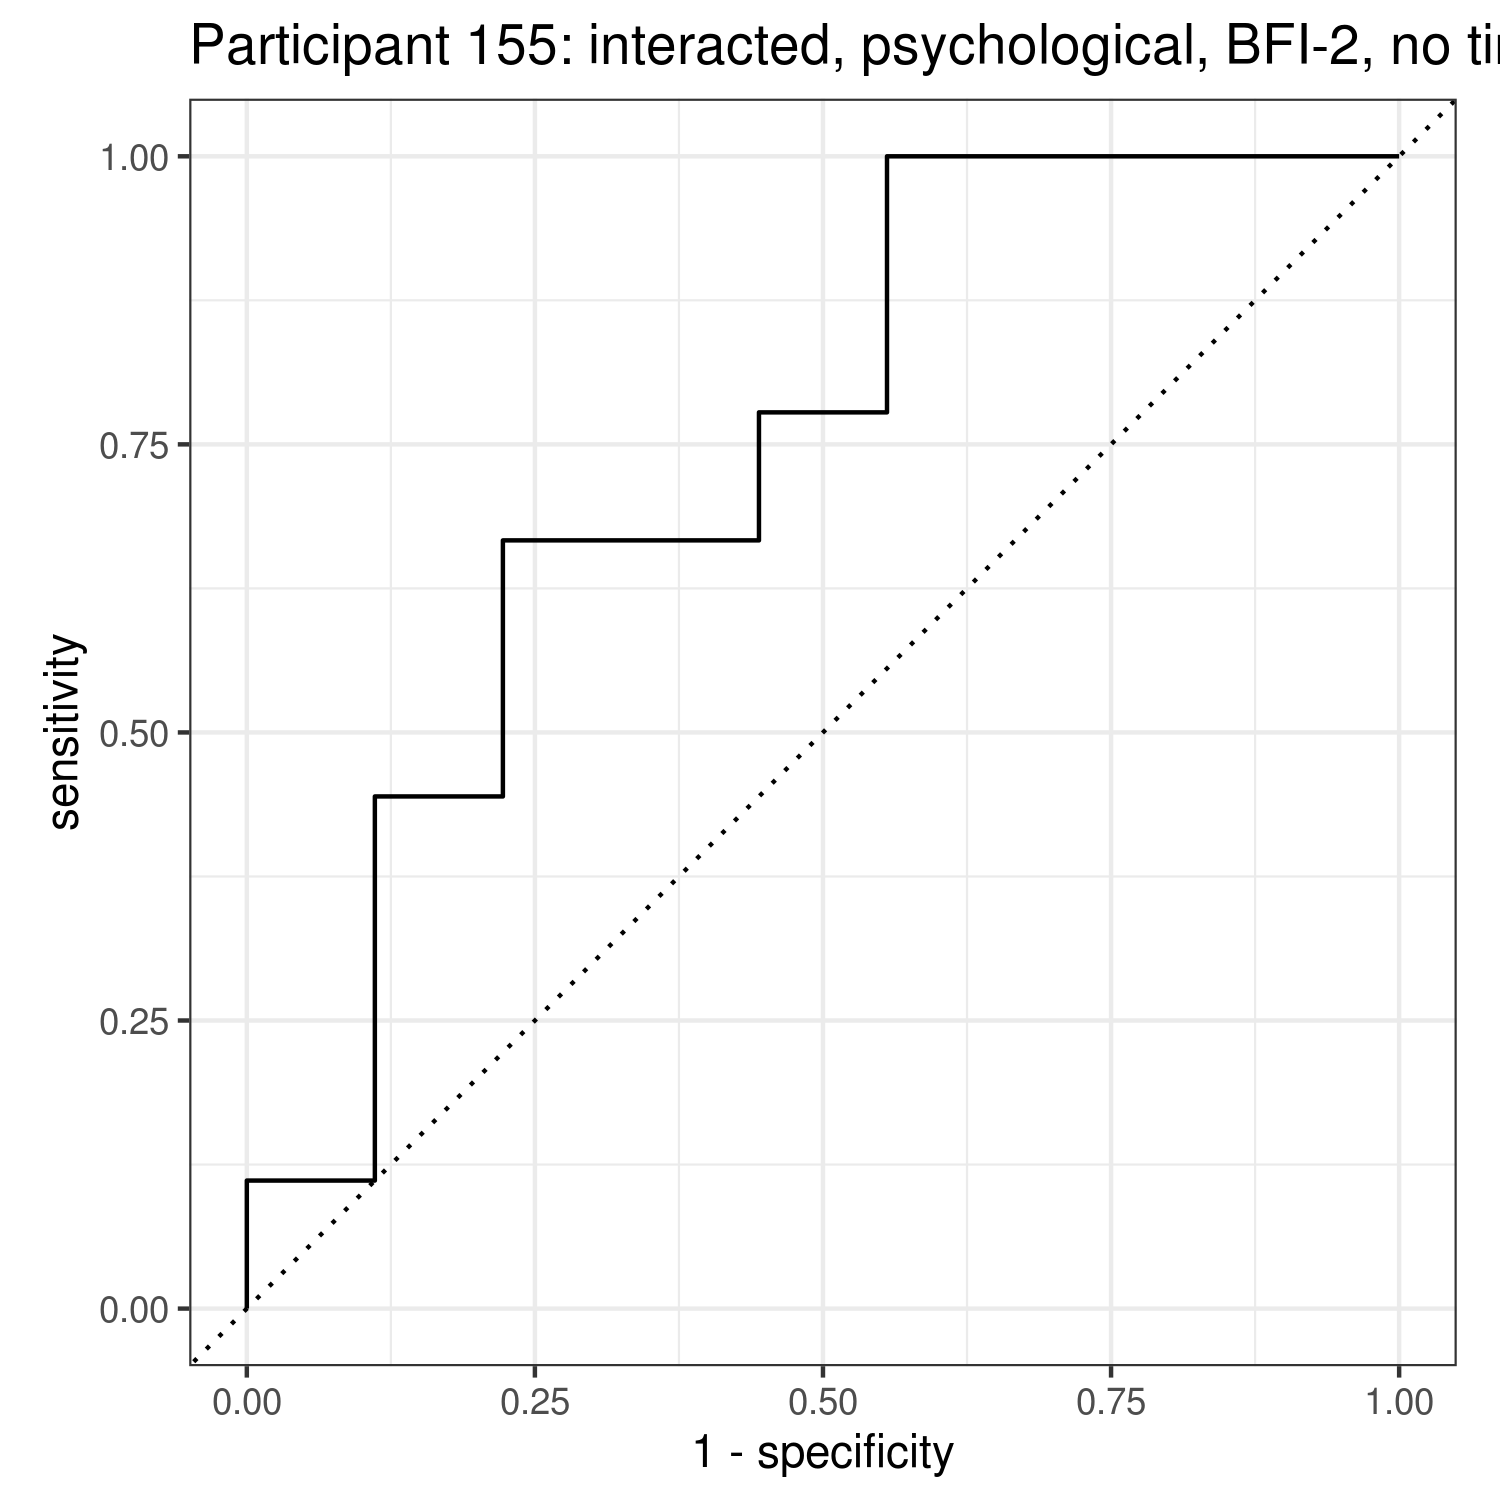 Participant 155: interacted, psychological, BFI-2, no
1.00
0.75
0.50
0.25
0.00
sensitivity
0.00 0.25 0.50 0.75 1.00
1 - specificity